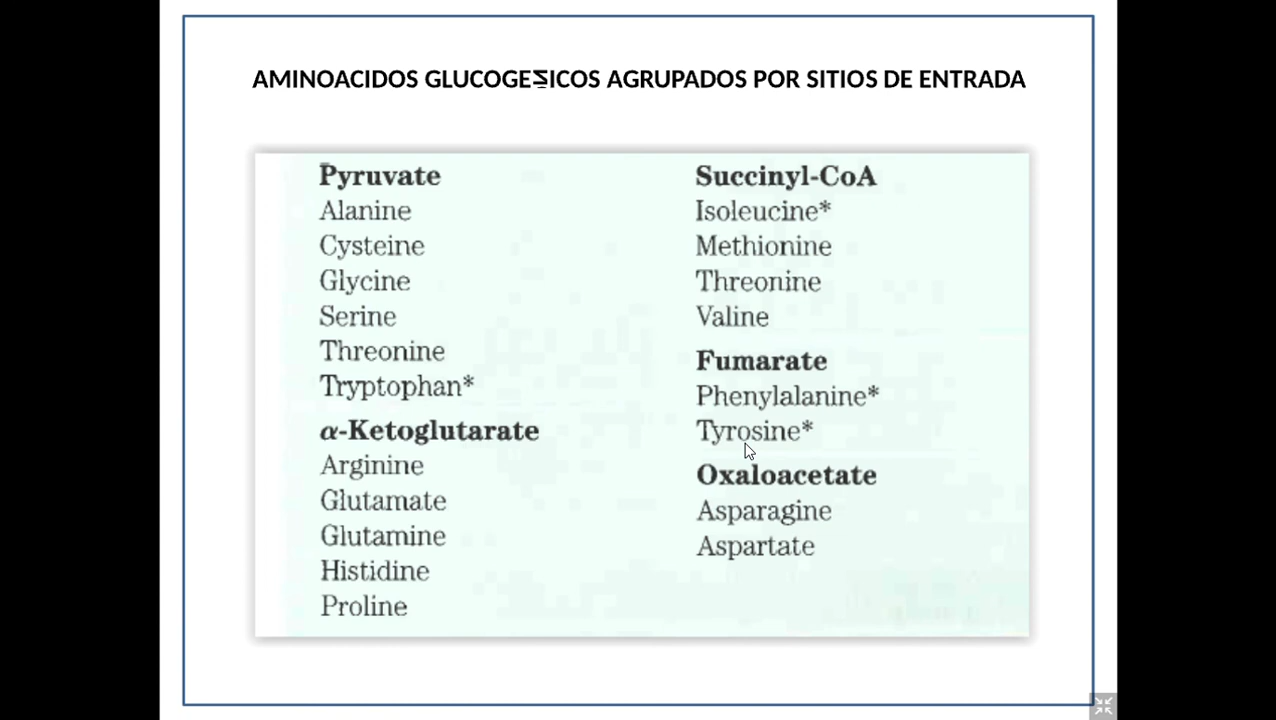 AMINOACIDOS GLUCOGENICOS AGRUPADOS POR SITIOS DE ENTRADA
Pyruvate
Alanine
Cysteine
Glycine
Serine
Threonine
Tryptophan*
α-Ketoglutarate
Arginine
Glutamate
Glutamine
Histidine
Proline
Succinyl-CoA
Isoleucine*
Methionine
Threonine
Valine
Fumarate
Phenylalanine*
Tyrosine*
Oxaloacetate
Asparagine
Aspartate